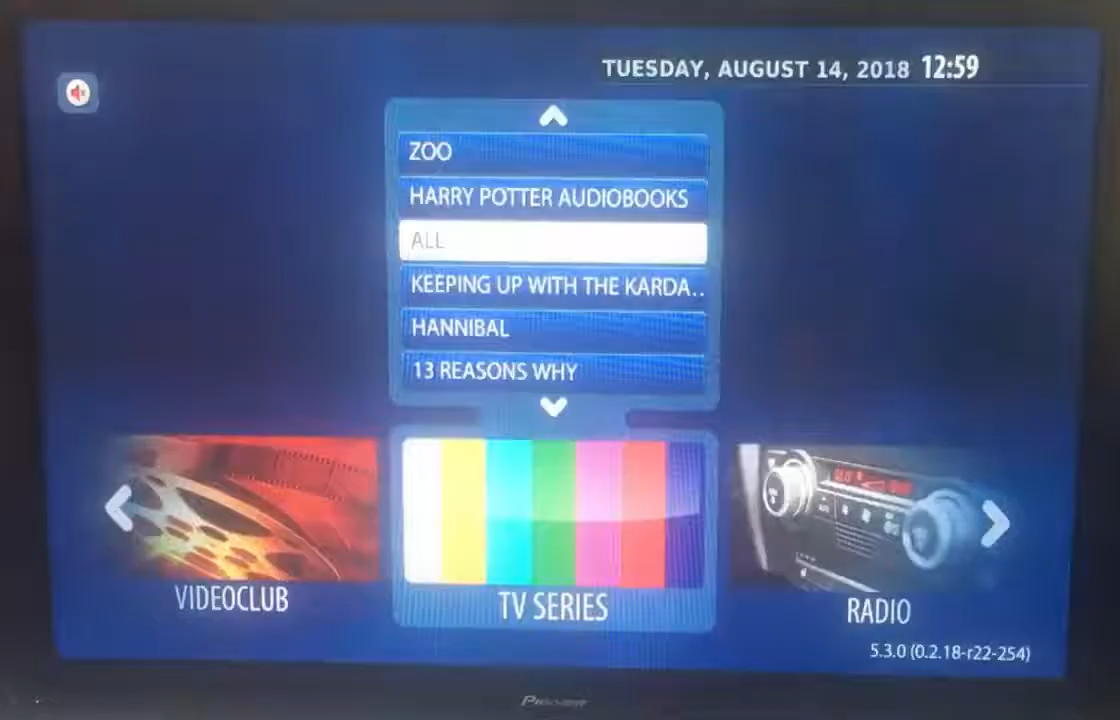 TUESDAY, AUGUST 14, 2018 12:59
ZOO
HARRY POTTER AUDIOBOOKS
ALL
KEEPING UP WITH THE KARDA..
HANNIBAL
13 REASONS WHY
VIDEOCLUB
TV SERIES
RADIO
5.3.0 (0.2.18-r22-254)
Pioneer